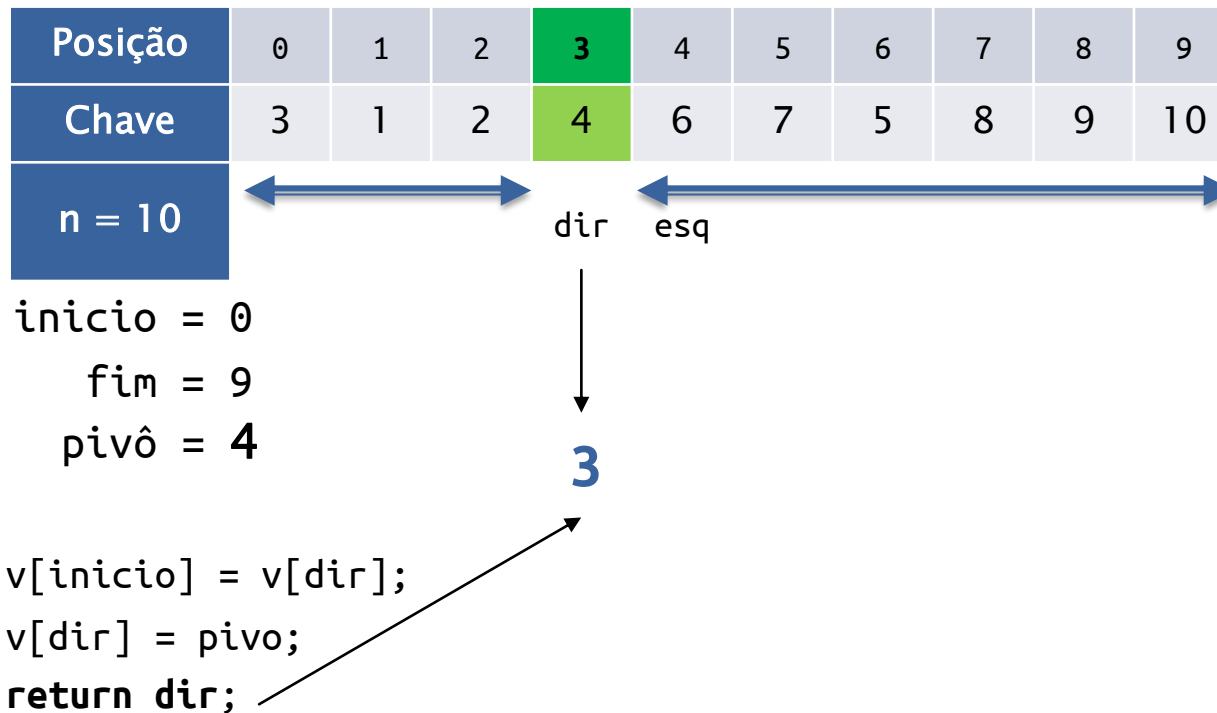 Posição 0 1 2 3 4 5 6 7 8 9
Chave 3 1 2 4 6 7 5 8 9 10
n = 10
dir esq
inicio = 0
fim = 9
pivô = 4
3
v[inicio] = v[dir];
v[dir] = pivo;
return dir;